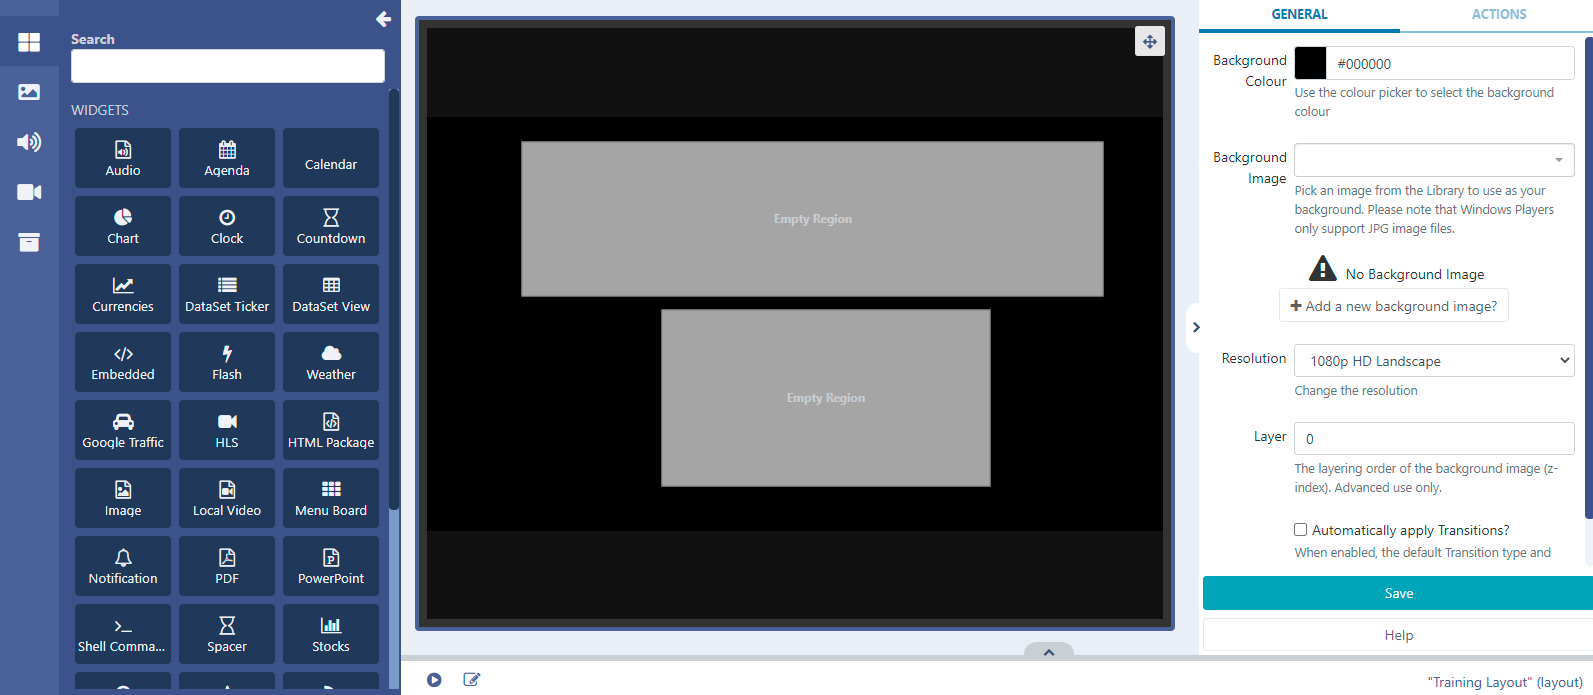 Search
WIDGETS
Audio
Agenda
Calendar
Chart
Clock
Countdown
Currencies
DataSet Ticker
DataSet View
Embedded
Flash
Weather
Google Traffic
HLS
HTML Package
Image
Local Video
Menu Board
Notification
PDF
PowerPoint
Shell Comma...
Spacer
Stocks
Empty Region
Empty Region
GENERAL
ACTIONS
Background Colour
#000000
Use the colour picker to select the background
colour
Background Image
Pick an image from the Library to use as your
background. Please note that Windows Players
only support JPG image files.
No Background Image
Add a new background image?
Resolution
1080p HD Landscape
Change the resolution
Layer
0
The layering order of the background image (z-
index). Advanced use only.
Automatically apply Transitions?
When enabled, the default Transition type and
Save
Help
"Training Layout" (layout)